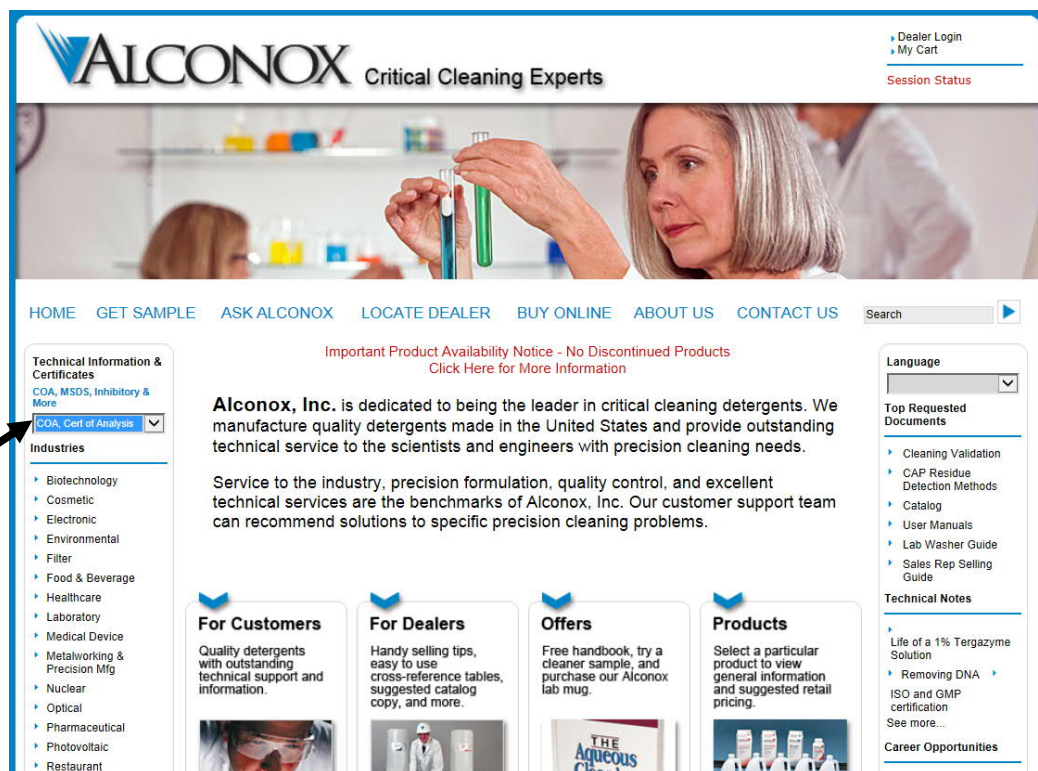 ALCONOX Critical Cleaning Experts
Dealer Login
My Cart
Session Status
HOME GET SAMPLE ASK ALCONOX LOCATE DEALER BUY ONLINE ABOUT US CONTACT US Search
Technical Information &
Certificates
COA, MSDS, Inhibitory &
More
COA, Cert of Analysis
Industries
Biotechnology
Cosmetic
Electronic
Environmental
Filter
Food & Beverage
Healthcare
Laboratory
Medical Device
Metalworking &
Precision Mfg
Nuclear
Optical
Pharmaceutical
Photovoltaic
Restaurant
Important Product Availability Notice - No Discontinued Products
Click Here for More Information
Alconox, Inc. is dedicated to being the leader in critical cleaning detergents. We
manufacture quality detergents made in the United States and provide outstanding
technical service to the scientists and engineers with precision cleaning needs.
Service to the industry, precision formulation, quality control, and excellent
technical services are the benchmarks of Alconox, Inc. Our customer support team
can recommend solutions to specific precision cleaning problems.
For Customers
Quality detergents
with outstanding
technical support and
information.
For Dealers
Handy selling tips,
easy to use
cross-reference tables,
suggested catalog
copy, and more.
Offers
Free handbook, try a
cleaner sample, and
purchase our Alconox
lab mug.
THE
Aqueous
Products
Select a particular
product to view
general information
and suggested retail
pricing.
Language
Top Requested
Documents
Cleaning Validation
CAP Residue
Detection Methods
Catalog
User Manuals
Lab Washer Guide
Sales Rep Selling
Guide
Technical Notes
Life of a 1% Tergazyme
Solution
Removing DNA
ISO and GMP
certification
See more...
Career Opportunities